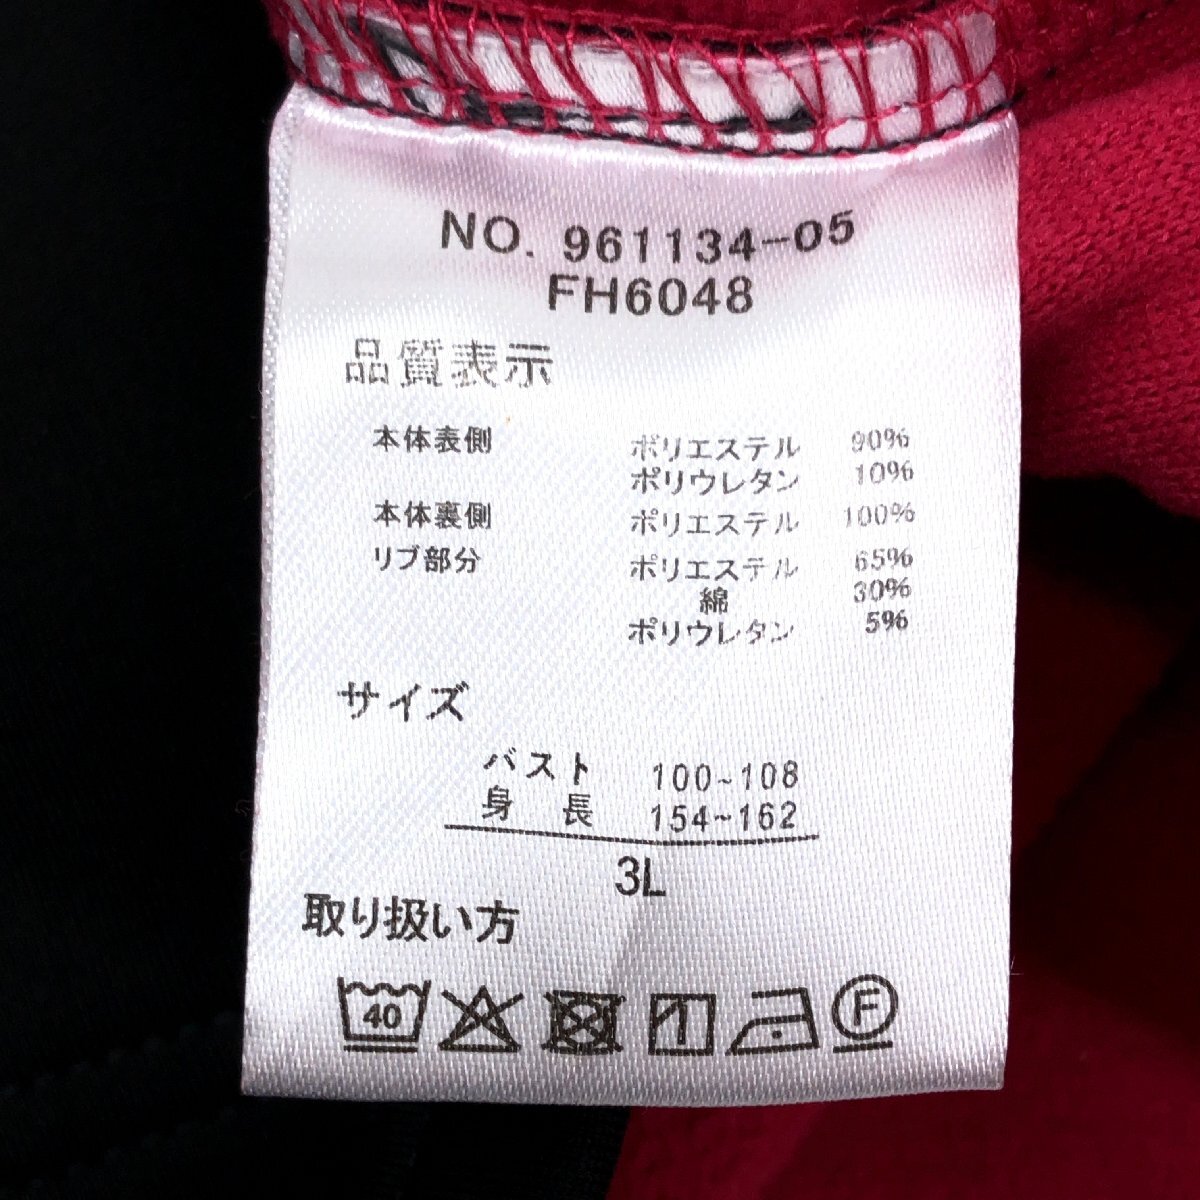 NO. 961134-05
FH6048
品質表示
本体表側 ポリエステル 90%
ポリウレタン 10%
本体裏側 ポリエステル 100%
リブ部分 ポリエステル 65%
綿 30%
ポリウレタン 5%
サイズ
バスト 100~108
身長 154~162
3L
取り扱い方
40 F